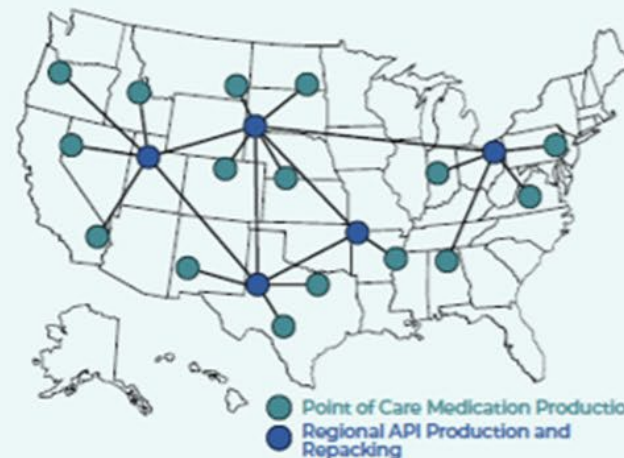 Point of Care Medication Productio
Regional API Production and
Repacking